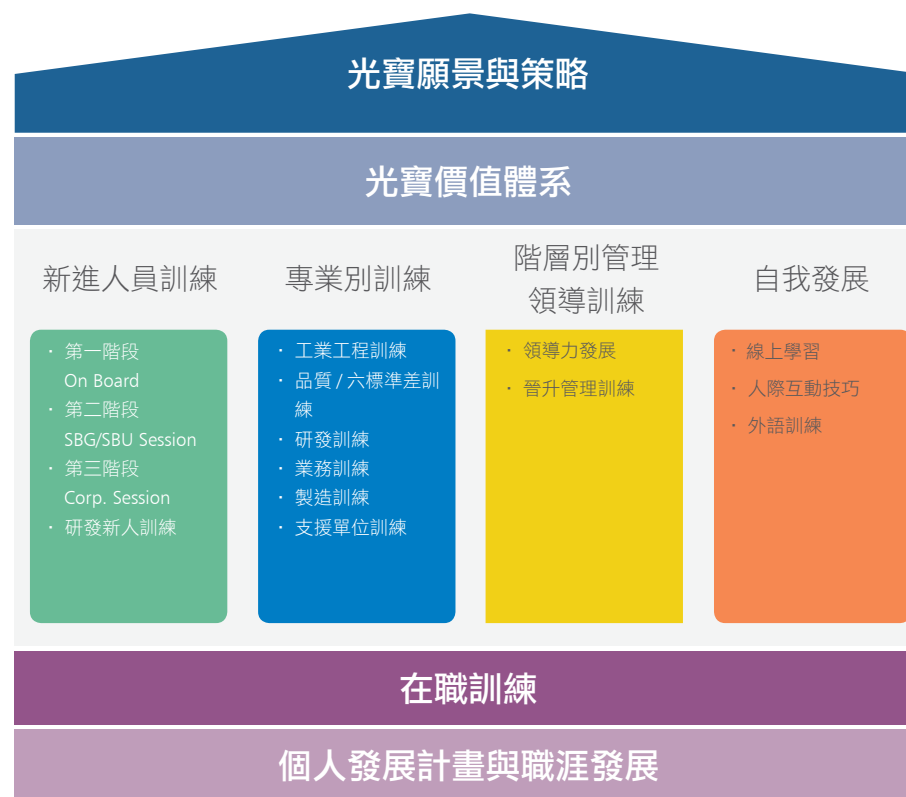 光寶願景與策略
光寶價值體系
新進人員訓練
· 第一階段
On Board
· 第二階段
SBG/SBU Session
· 第三階段
Corp. Session
· 研發新人訓練
專業別訓練
· 工業工程訓練
· 品質 / 六標準差訓
練
· 研發訓練
· 業務訓練
· 製造訓練
· 支援單位訓練
階層別管理
領導訓練
· 領導力發展
· 晉升管理訓練
自我發展
· 線上學習
· 人際互動技巧
· 外語訓練
在職訓練
個人發展計畫與職涯發展